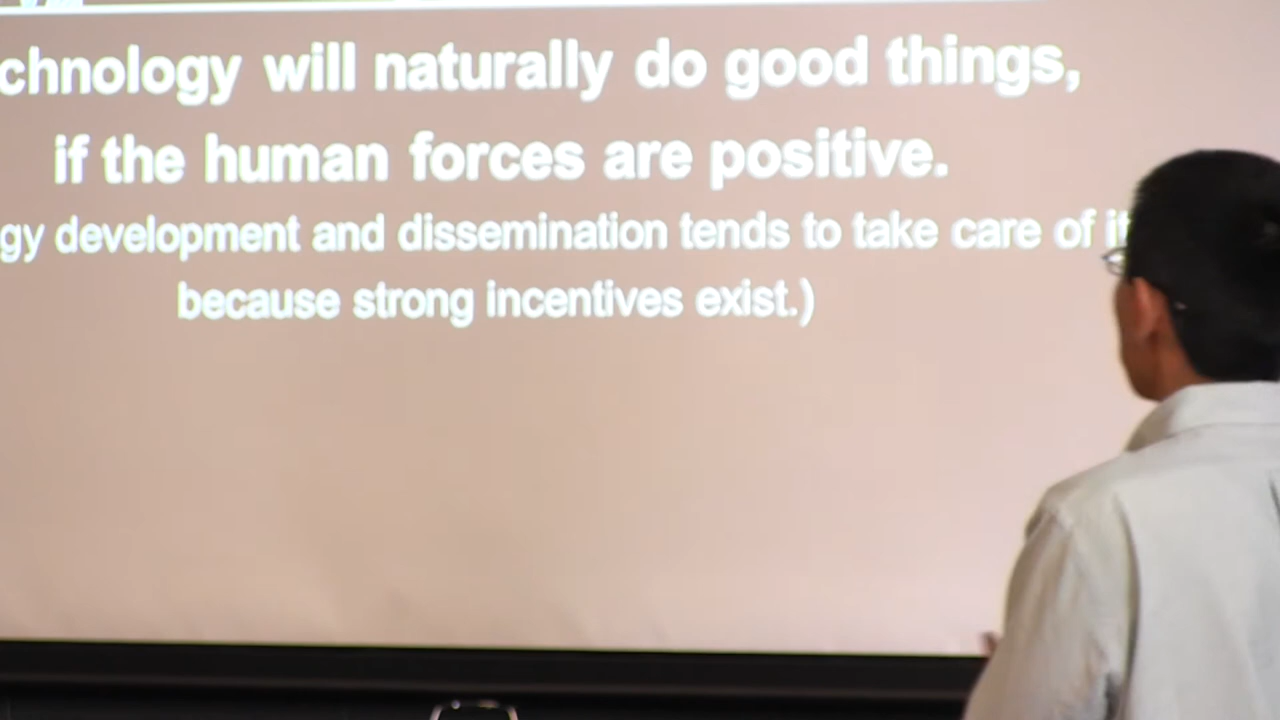 chnology will naturally do good things,
if the human forces are positive.
gy development and dissemination tends to take care of it
because strong incentives exist.)